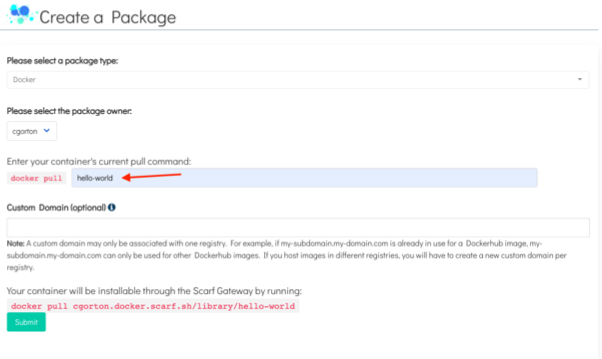 Create a Package
Please select a package type:
Docker
Please select the package owner:
cgorton
Enter your container's current pull command:
docker pull hello-world
Custom Domain (optional)
Note: A custom domain may only be associated with one registry. For example, if my-subdomain.my-domain.com is already in use for a Dockerhub image, my-
subdomain.my-domain.com can only be used for other Dockerhub images. If you host images in different registries, you will have to create a new custom domain per
registry.
Your container will be installable through the Scarf Gateway by running:
docker pull cgorton.docker.scarf.sh/library/hello-world
Submit